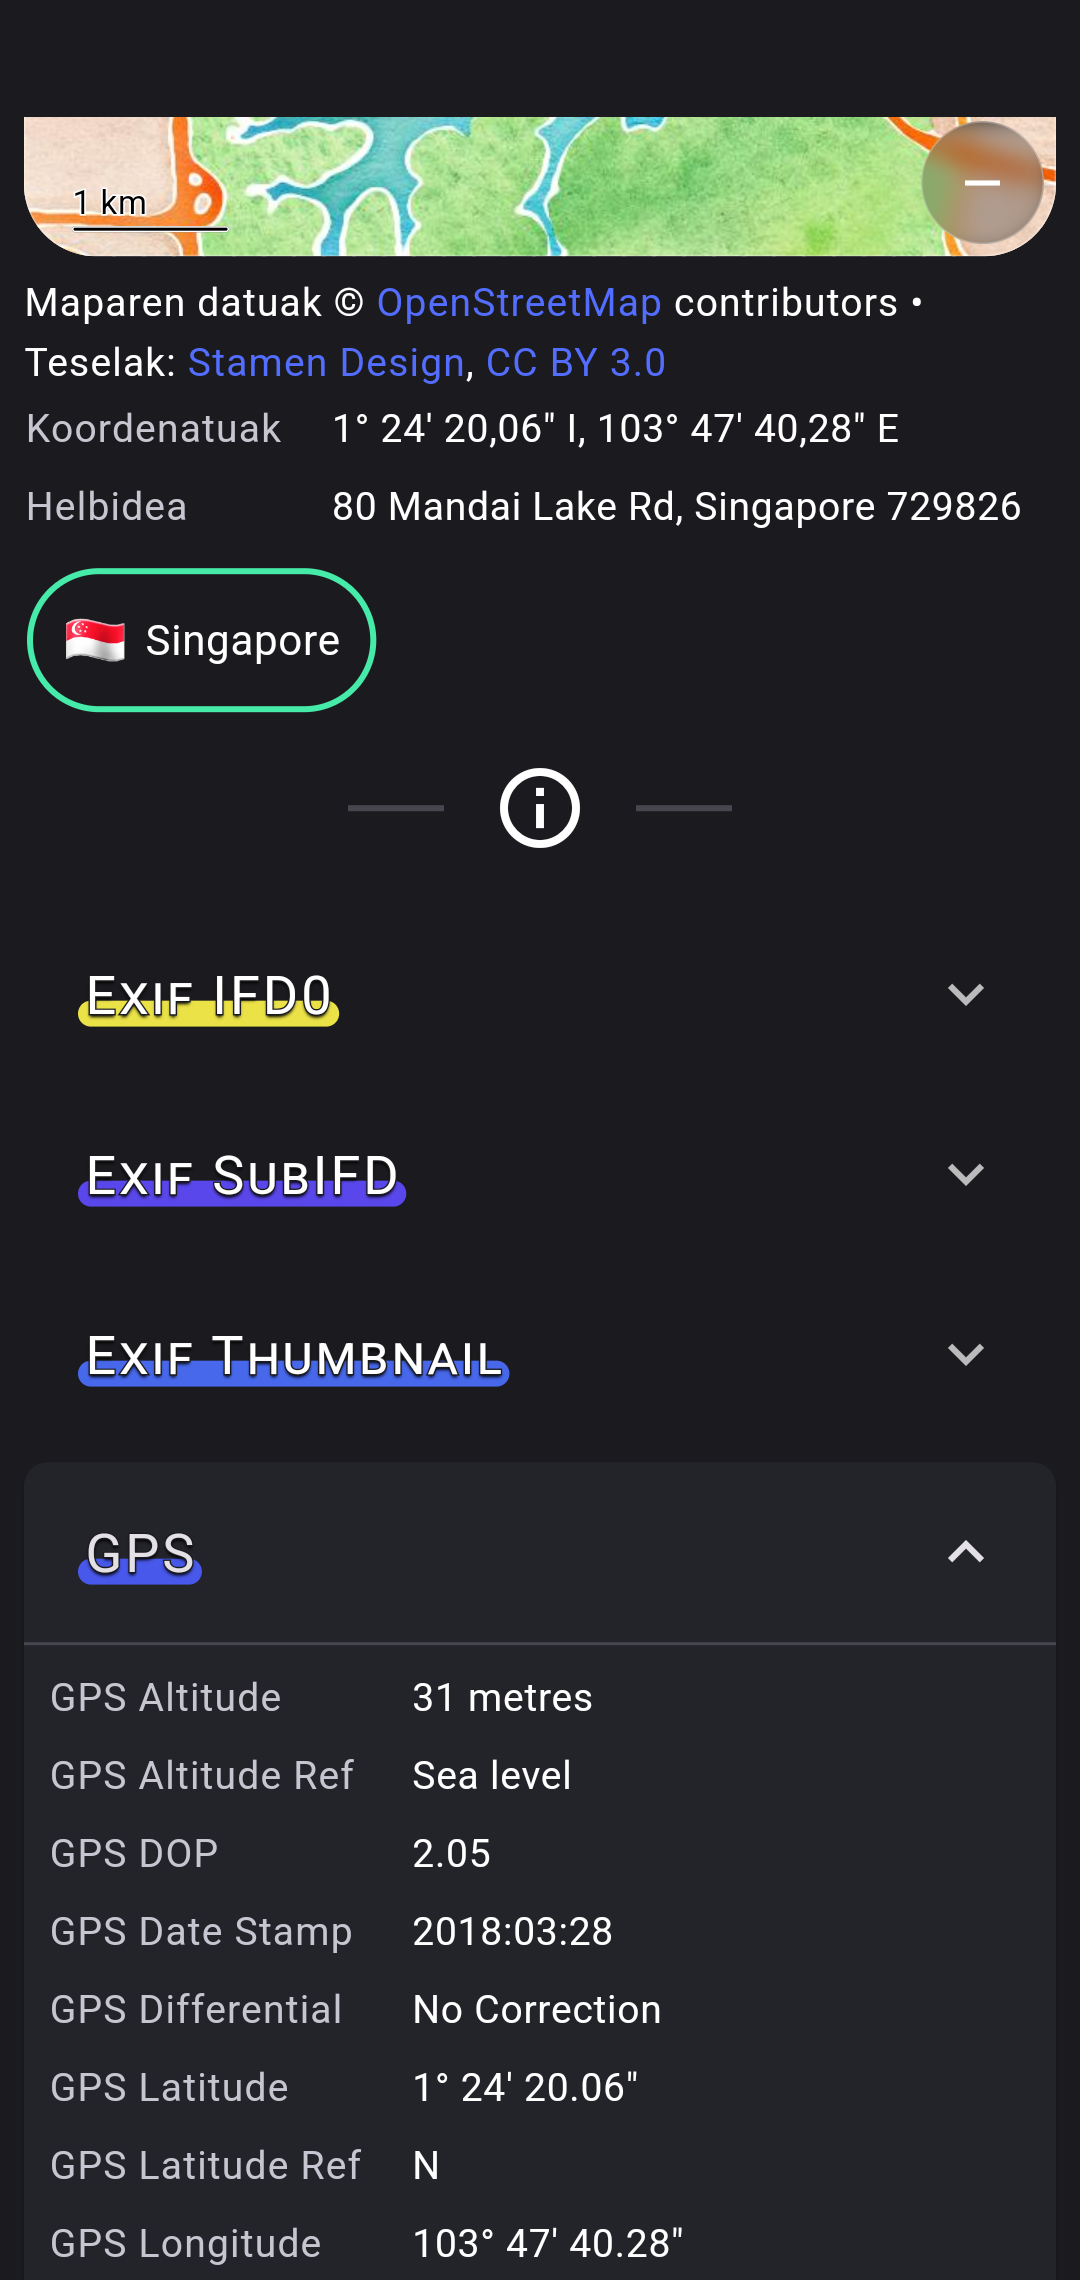 1 km
Maparen datuak © OpenStreetMap contributors •
Teselak: Stamen Design, CC BY 3.0
Koordenatuak 1° 24' 20,06" I, 103° 47' 40,28" E
Helbidea 80 Mandai Lake Rd, Singapore 729826
Singapore
Exif IFD0
Exif SubIFD
Exif Thumbnail
GPS
GPS Altitude 31 metres
GPS Altitude Ref Sea level
GPS DOP 2.05
GPS Date Stamp 2018:03:28
GPS Differential No Correction
GPS Latitude 1° 24' 20.06"
GPS Latitude Ref N
GPS Longitude 103° 47' 40.28"